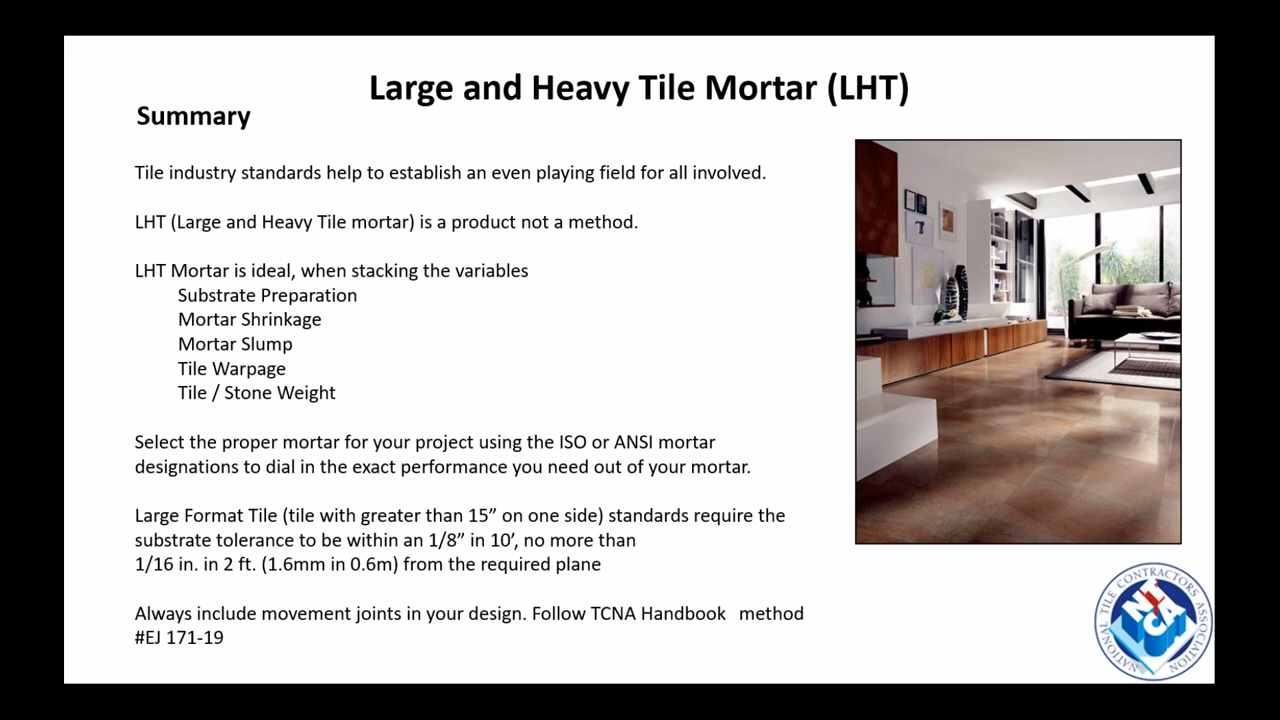 Large and Heavy Tile Mortar (LHT)
Summary
Tile industry standards help to establish an even playing field for all involved.
LHT (Large and Heavy Tile mortar) is a product not a method.
LHT Mortar is ideal, when stacking the variables
Substrate Preparation
Mortar Shrinkage
Mortar Slump
Tile Warpage
Tile / Stone Weight
Select the proper mortar for your project using the ISO or ANSI mortar
designations to dial in the exact performance you need out of your mortar.
Large Format Tile (tile with greater than 15” on one side) standards require the
substrate tolerance to be within an 1/8” in 10’, no more than
1/16 in. in 2 ft. (1.6mm in 0.6m) from the required plane
Always include movement joints in your design. Follow TCNA Handbook method
#EJ 171-19
NATIONAL TILE CONTRACTORS ASSOCIATION
NTCA